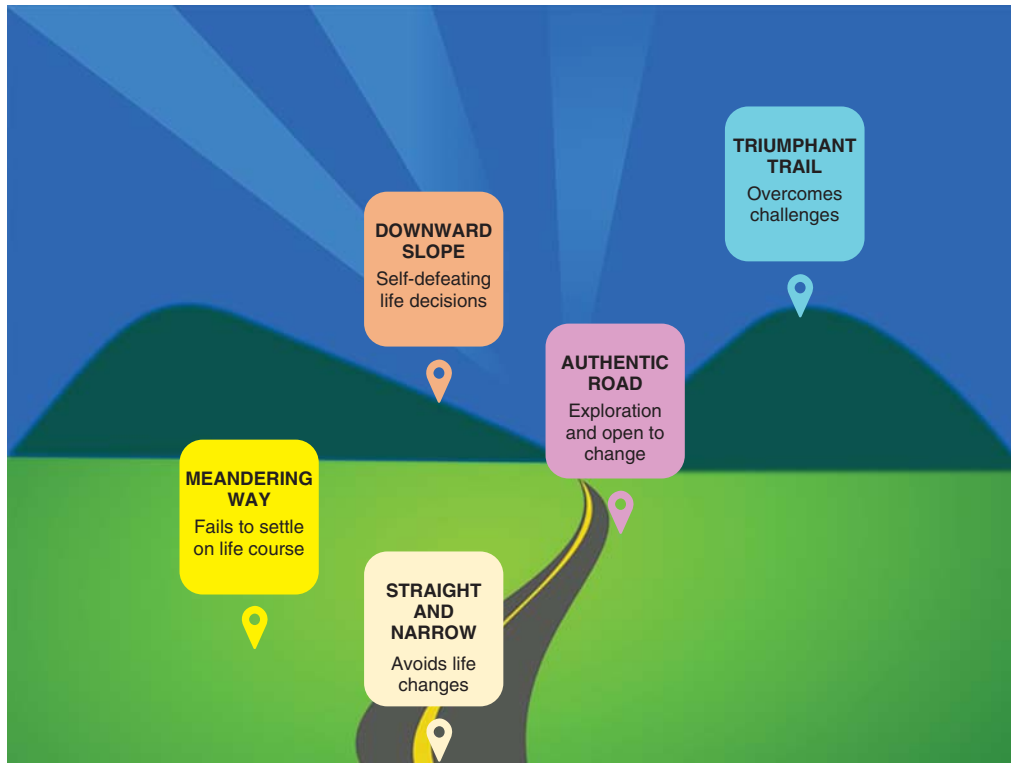 TRIUMPHANT
TRAIL
Overcomes
challenges
DOWNWARD
SLOPE
Self-defeating
life decisions
AUTHENTIC
ROAD
Exploration
and open to
change
MEANDERING
WAY
Fails to settle
on life course
STRAIGHT
AND
NARROW
Avoids life
changes